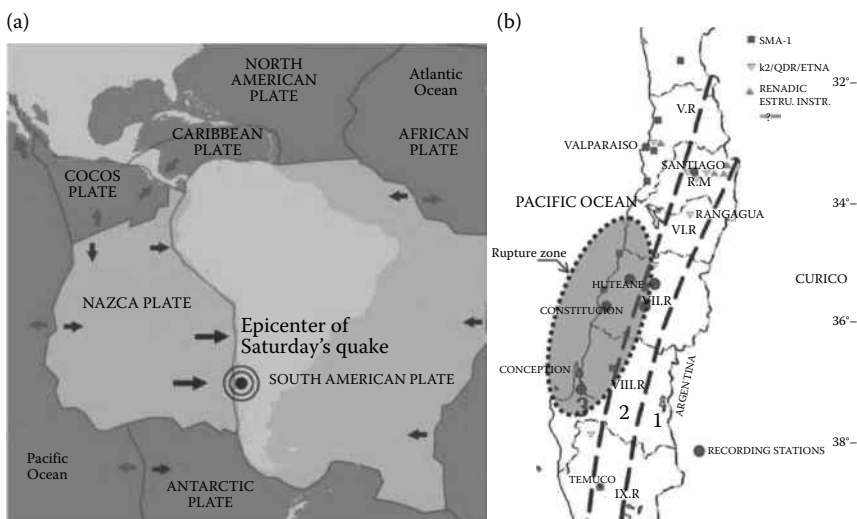 (a)
NORTH
AMERICAN
PLATE
Atlantic
Ocean
CARIBBEAN
PLATE
AFRICAN
PLATE
COCOS
PLATE
NAZCA PLATE
Epicenter of
Saturday's quake
SOUTH AMERICAN PLATE
Pacific
Ocean
ANTARCTIC
PLATE
(b)
SMA-1
k2/QDR/ETNA
RENADIC
ESTRU. INSTR.
?
32°
V.R
VALPARAISO
SANTIAGO
R.M
PACIFIC OCEAN
34°
RANGAGUA
VI.R
Rupture zone
HUTEANE
CURICO
VII.R
CONSTITUCION
36°
CONCEPTION
VIII.R
ARGENTINA
3
2
1
38°
RECORDING STATIONS
TEMUCO
IX.R